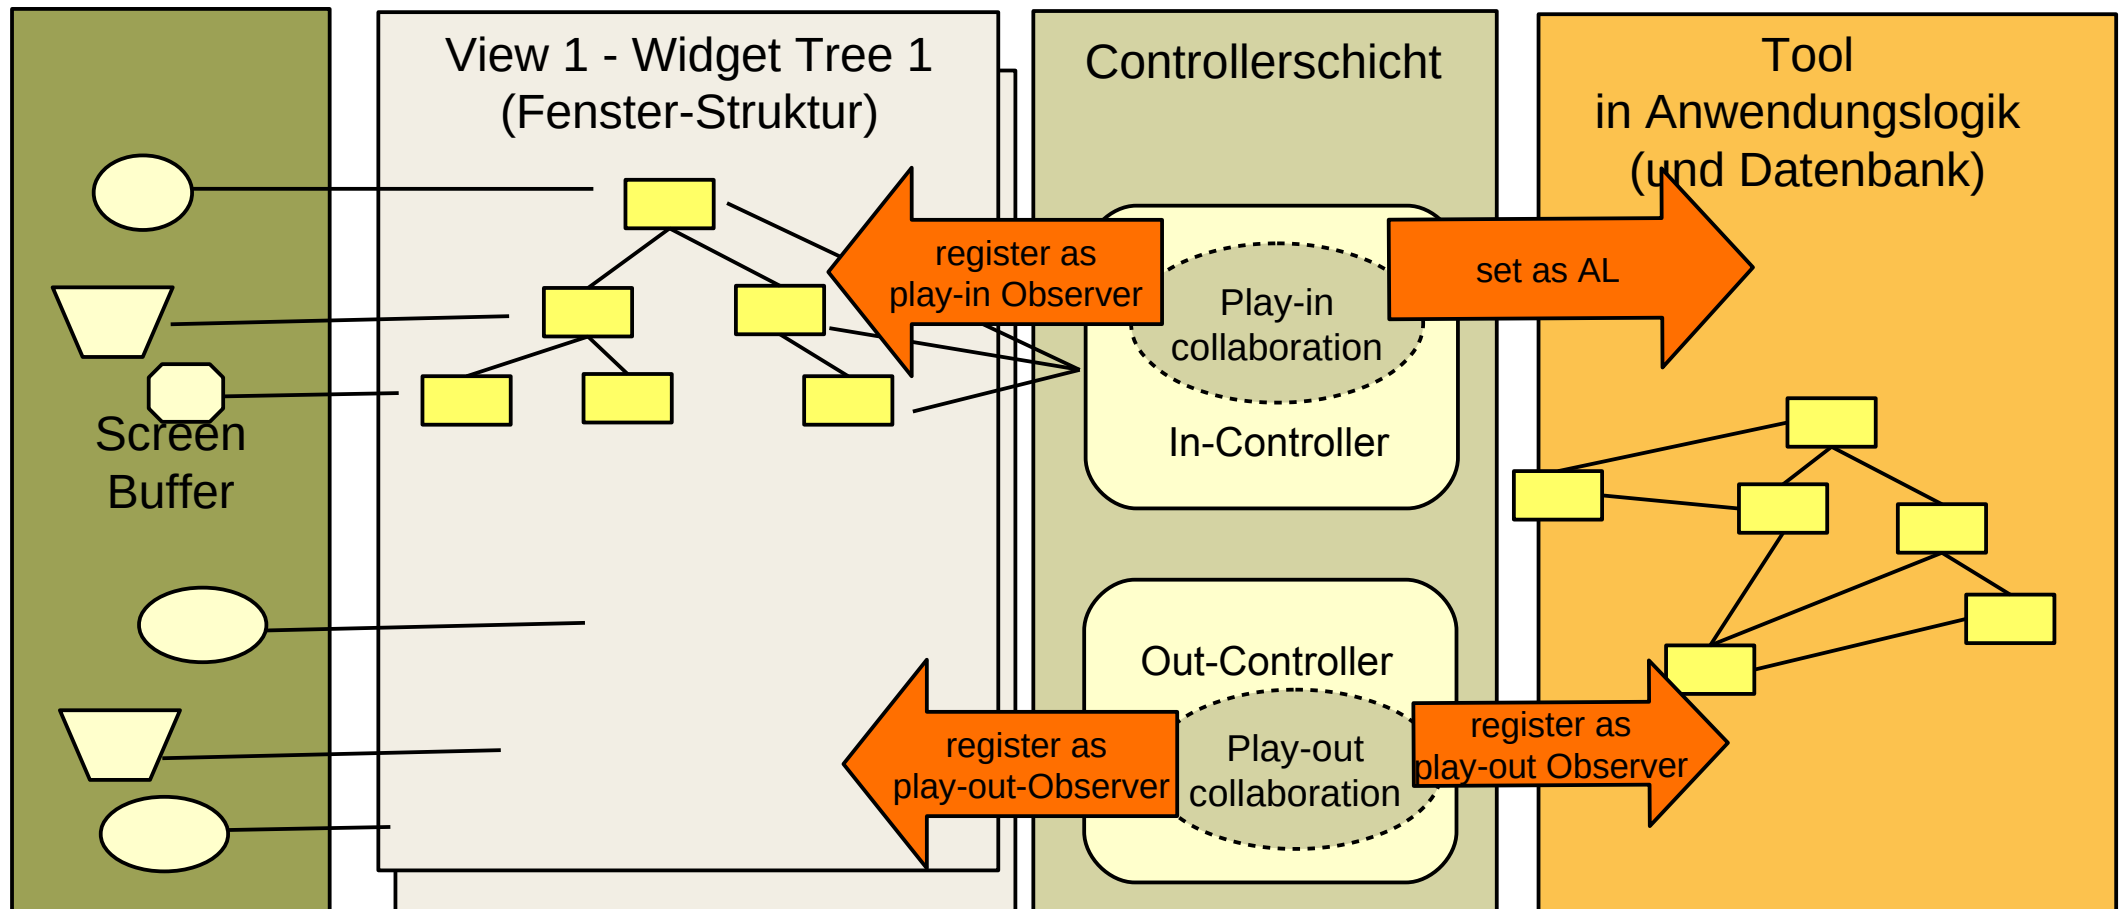 View 1 - Widget Tree 1
(Fenster-Struktur)
Controllerschicht
Tool
in Anwendungslogik
(und Datenbank)
register as
play-in Observer
set as AL
Play-in
collaboration
In-Controller
Screen
Buffer
Out-Controller
register as
play-out-Observer
Play-out
collaboration
register as
play-out Observer